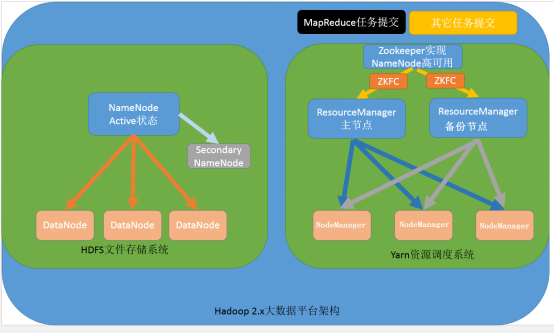 MapReduce任务提交
其它任务提交
Zookeeper实现
NameNode高可用
ZKFC
ZKFC
NameNode
Active状态
Secondary
NameNode
ResourceManager
主节点
ResourceManager
备份节点
DataNode
DataNode
DataNode
NodeManager
NodeManager
NodeManager
HDFS文件存储系统
Yarn资源调度系统
Hadoop 2.x大数据平台架构